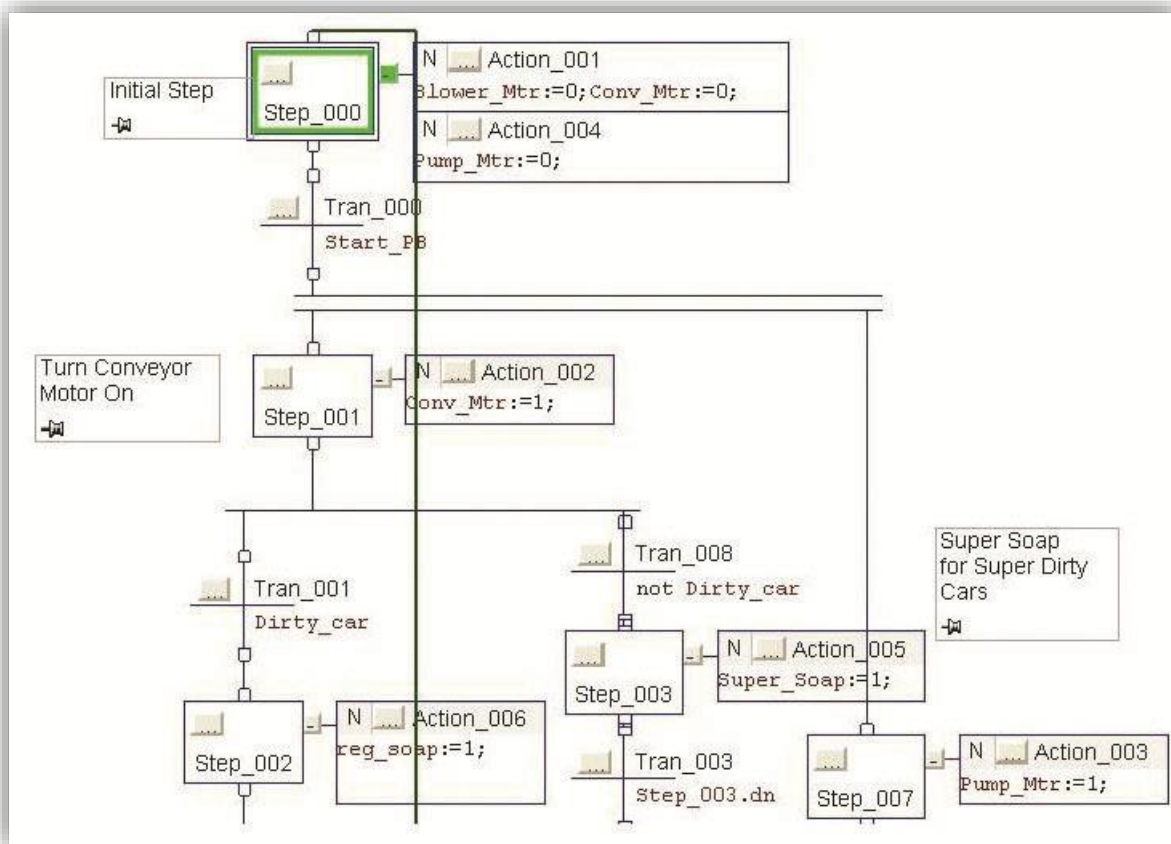 N ... Action_001
Blower_Mtr:=0;Conv_Mtr:=0;
Initial Step
...
Step_000
N ... Action_004
Pump_Mtr:=0;
... Tran_000
Start_PB
Turn Conveyor
Motor On
...
Step_001
N ... Action_002
Conv_Mtr:=1;
... Tran_001
Dirty_car
... Tran_008
not Dirty_car
Super Soap
for Super Dirty
Cars
...
Step_003
N ... Action_005
Super_Soap:=1;
...
Step_002
N ... Action_006
reg_soap:=1;
... Tran_003
Step_003.dn
...
Step_007
N ... Action_003
Pump_Mtr:=1;